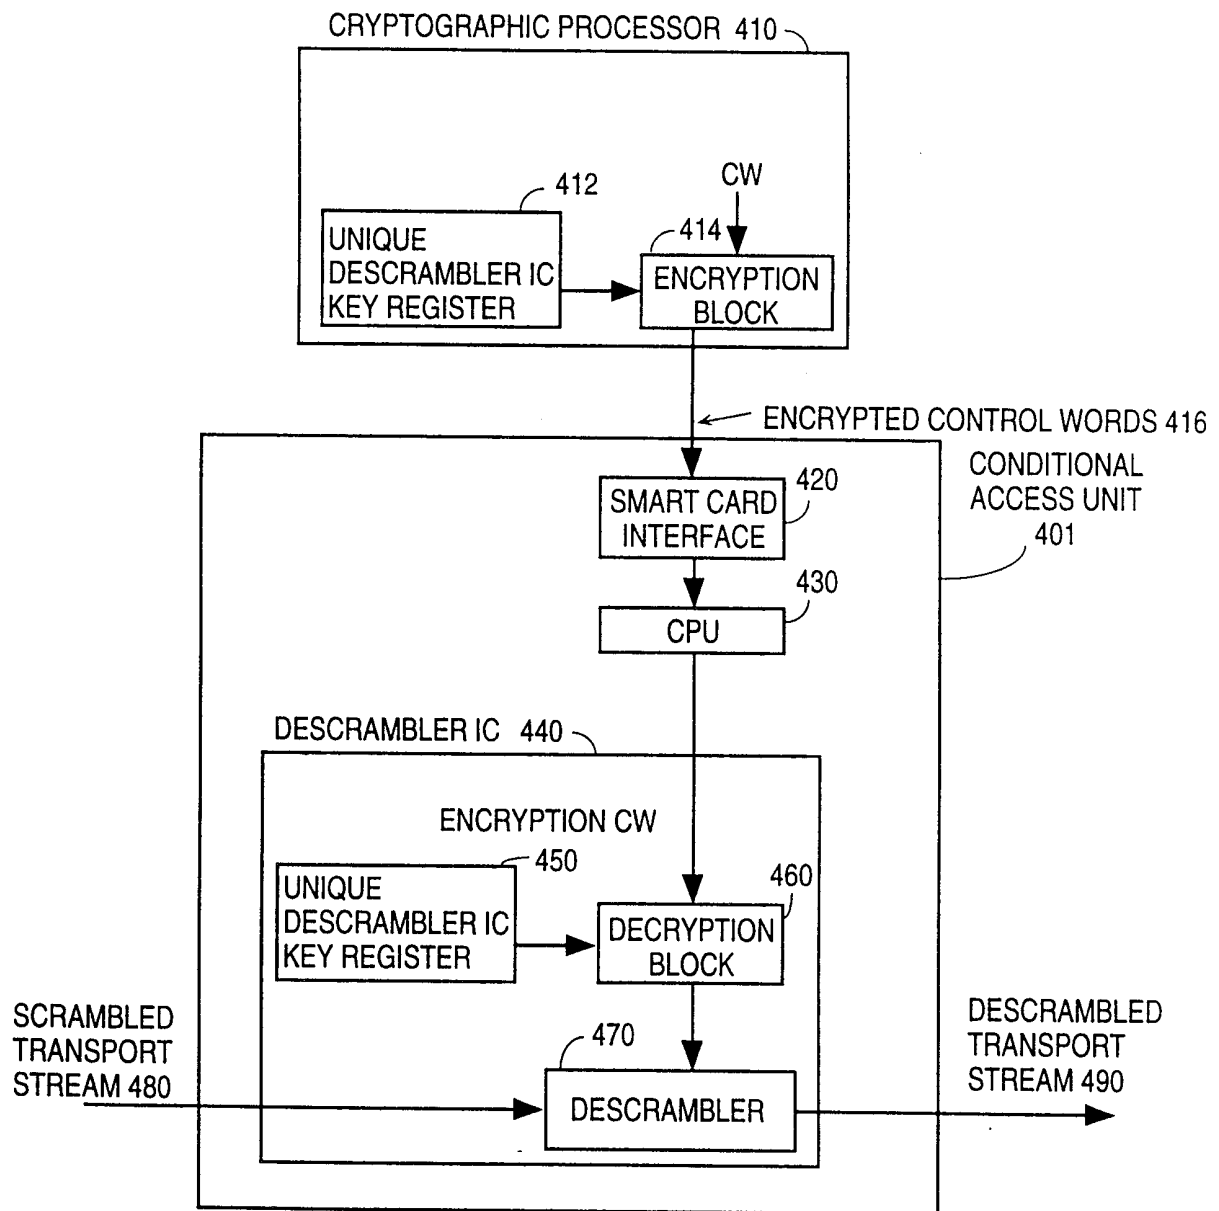 CRYPTOGRAPHIC PROCESSOR 410
CW
412
414
UNIQUE
DESCRAMBLER IC
KEY REGISTER
ENCRYPTION
BLOCK
ENCRYPTED CONTROL WORDS 416
CONDITIONAL
ACCESS UNIT
401
420
SMART CARD
INTERFACE
430
CPU
DESCRAMBLER IC 440
ENCRYPTION CW
450
460
UNIQUE
DESCRAMBLER IC
KEY REGISTER
DECRYPTION
BLOCK
SCRAMBLED
TRANSPORT
STREAM 480
470
DESCRAMBLER
DESCRAMBLED
TRANSPORT
STREAM 490